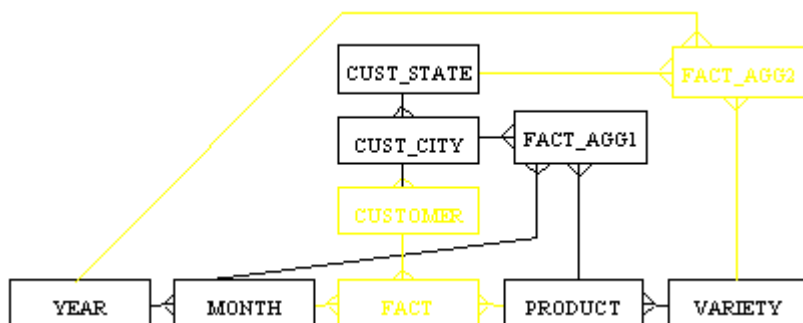 CUST_STATE
FACT_AGG2
CUST_CITY
FACT_AGG1
CUSTOMER
YEAR
MONTH
FACT
PRODUCT
VARIETY